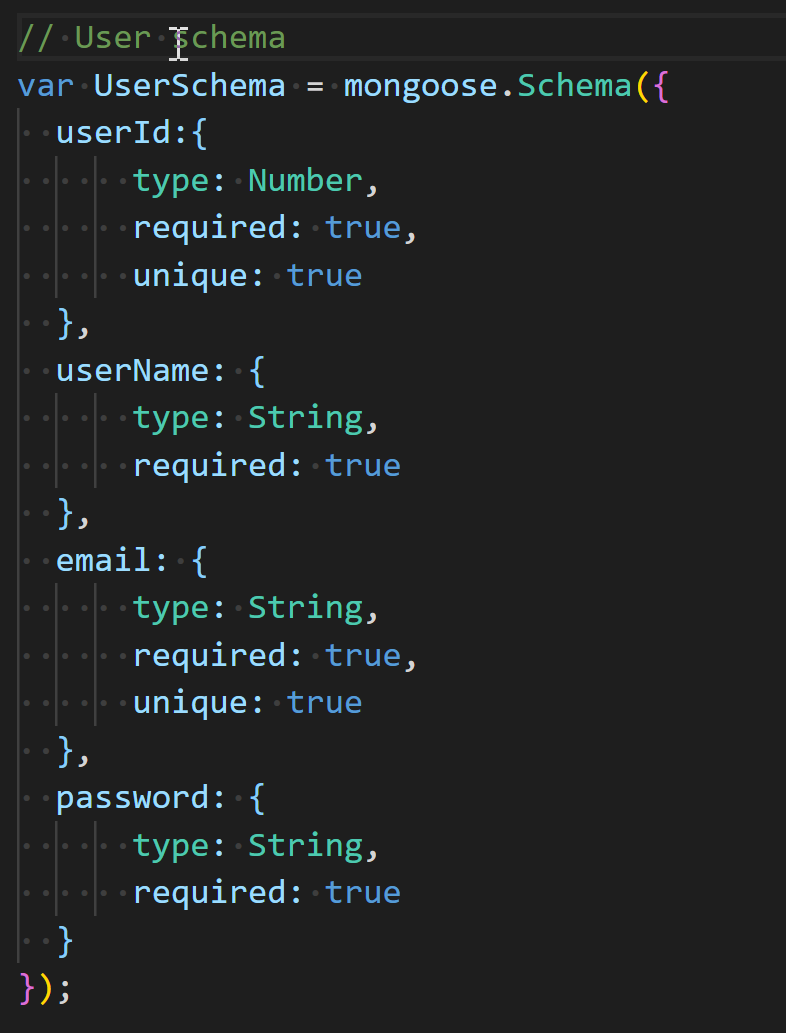 // User schema
var UserSchema = mongoose.Schema({
  userId:{
      type: Number,
      required: true,
      unique: true
  },
  userName: {
      type: String,
      required: true
  },
  email: {
      type: String,
      required: true,
      unique: true
  },
  password: {
      type: String,
      required: true
  }
});